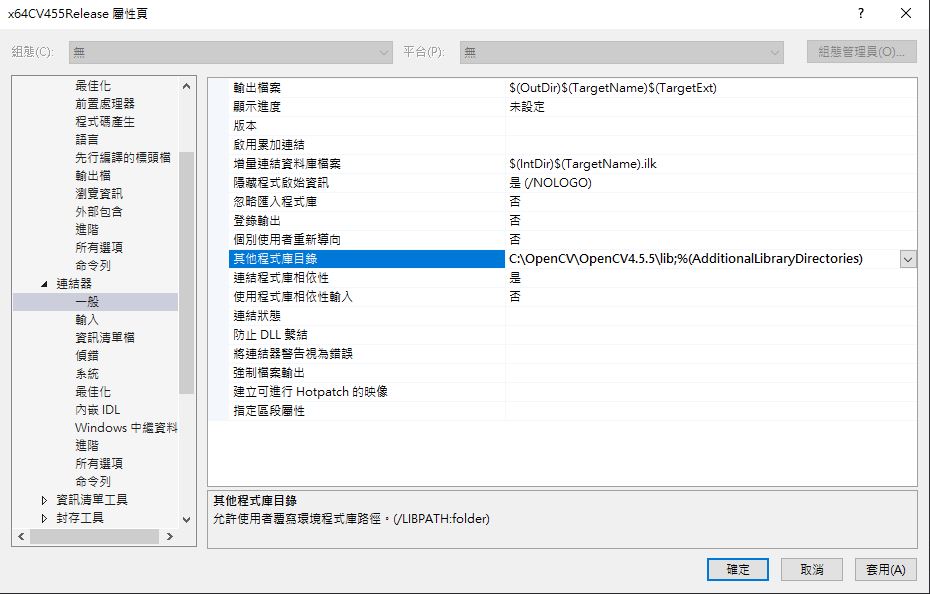 x64CV455Release 屬性頁
組態(C): 無 平台(P): 無 組態管理員(O)...
最佳化
前置處理器
程式碼產生
語言
先行編譯的標頭檔
輸出檔
瀏覽資訊
外部包含
進階
所有選項
命令列
連結器
一般
輸入
資訊清單檔
偵錯
系統
最佳化
內嵌 IDL
Windows 中繼資料
進階
所有選項
命令列
資訊清單工具
封存工具
輸出檔案 $(OutDir)$(TargetName)$(TargetExt)
顯示進度 未設定
版本
啟用累加連結
增量連結資料庫檔案 $(IntDir)$(TargetName).ilk
隱藏程式啟始資訊 是 (/NOLOGO)
忽略匯入程式庫 否
登錄輸出 否
個別使用者重新導向 否
其他程式庫目錄 C:\OpenCV\OpenCV4.5.5\lib;%(AdditionalLibraryDirectories)
連結程式庫相依性 是
使用程式庫相依性輸入 否
連結狀態
防止 DLL 繫結
將連結器警告視為錯誤
強制檔案輸出
建立可進行 Hotpatch 的映像
指定區段屬性
其他程式庫目錄
允許使用者覆寫環境程式庫路徑。(/LIBPATH:folder)
確定 取消 套用(A)